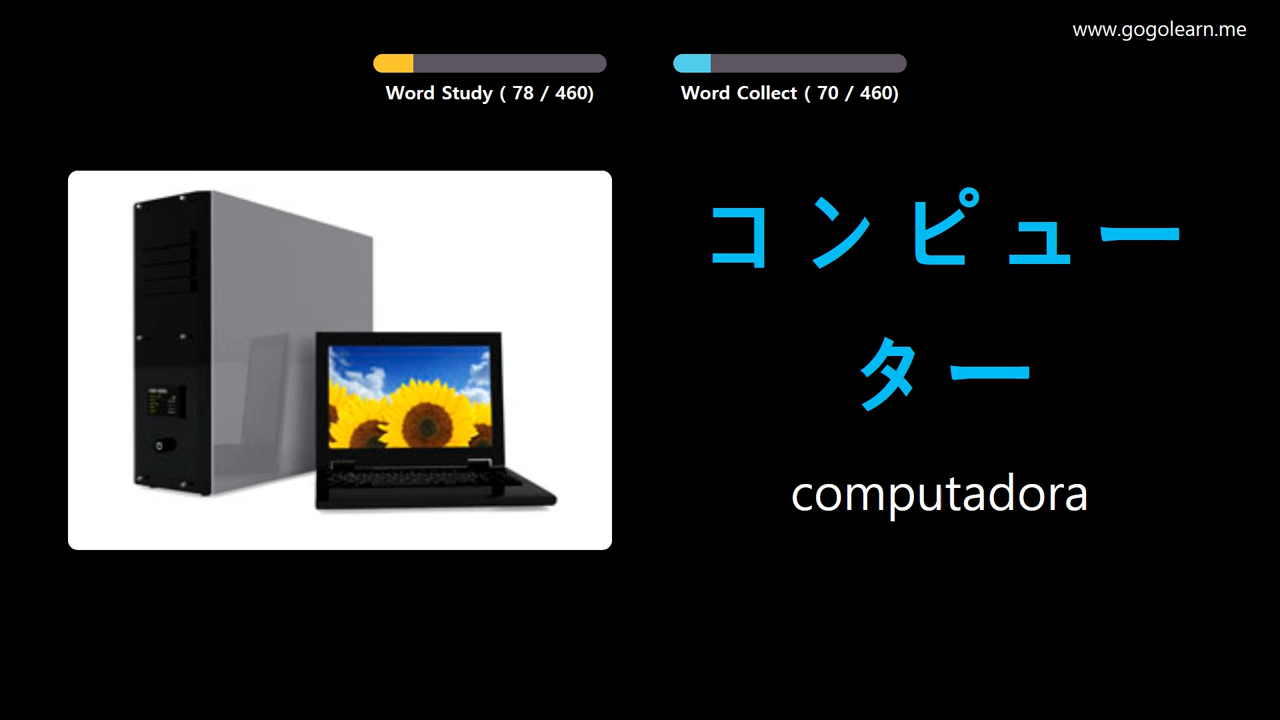 www.gogolearn.me
Word Study ( 78 / 460)
Word Collect ( 70 / 460)
コンピュー
ター
computadora